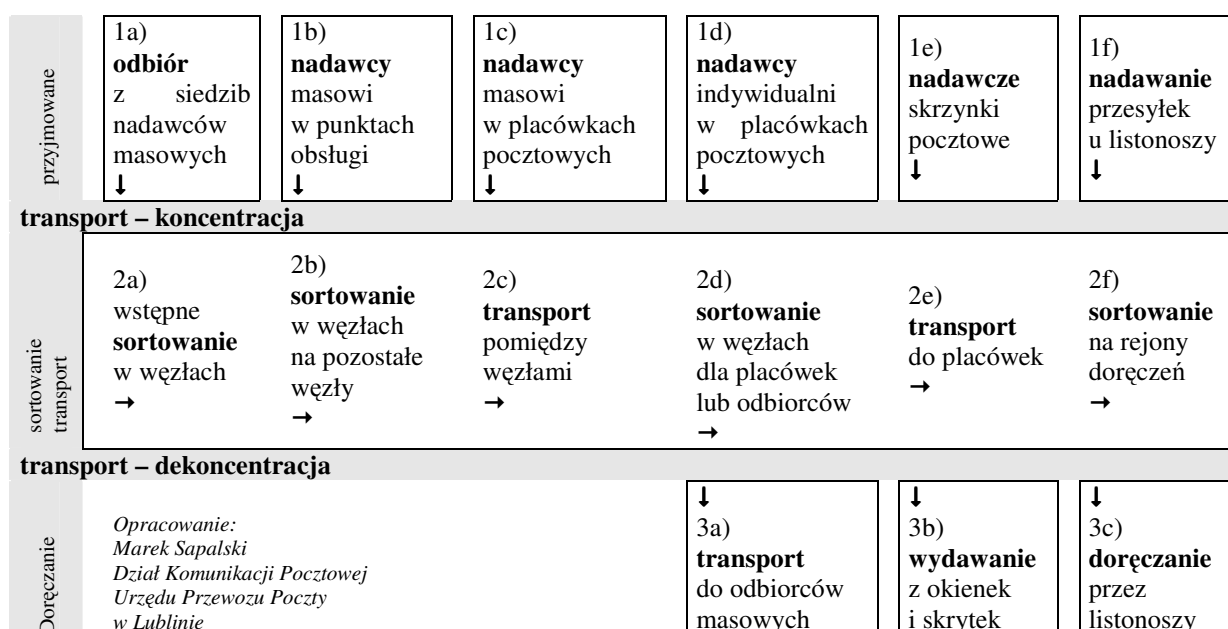 przyjmowane
1a)
odbiór
z siedzib
nadawców
masowych
↓
1b)
nadawcy
masowi
w punktach
obsługi
↓
1c)
nadawcy
masowi
w placówkach
pocztowych
↓
1d)
nadawcy
indywidualni
w placówkach
pocztowych
↓
1e)
nadawcze
skrzynki
pocztowe
↓
1f)
nadawanie
przesyłek
u listonoszy
↓
transport – koncentracja
sortowanie
transport
2a)
wstępne
sortowanie
w węzłach
→
2b)
sortowanie
w węzłach
na pozostałe
węzły
→
2c)
transport
pomiędzy
węzłami
→
2d)
sortowanie
w węzłach
dla placówek
lub odbiorców
→
2e)
transport
do placówek
→
2f)
sortowanie
na rejony
doręczeń
→
transport – dekoncentracja
Doręczanie
Opracowanie:
Marek Sapalski
Dział Komunikacji Pocztowej
Urzędu Przewozu Poczty
w Lublinie
↓
3a)
transport
do odbiorców
masowych
↓
3b)
wydawanie
z okienek
i skrytek
↓
3c)
doręczanie
przez
listonoszy